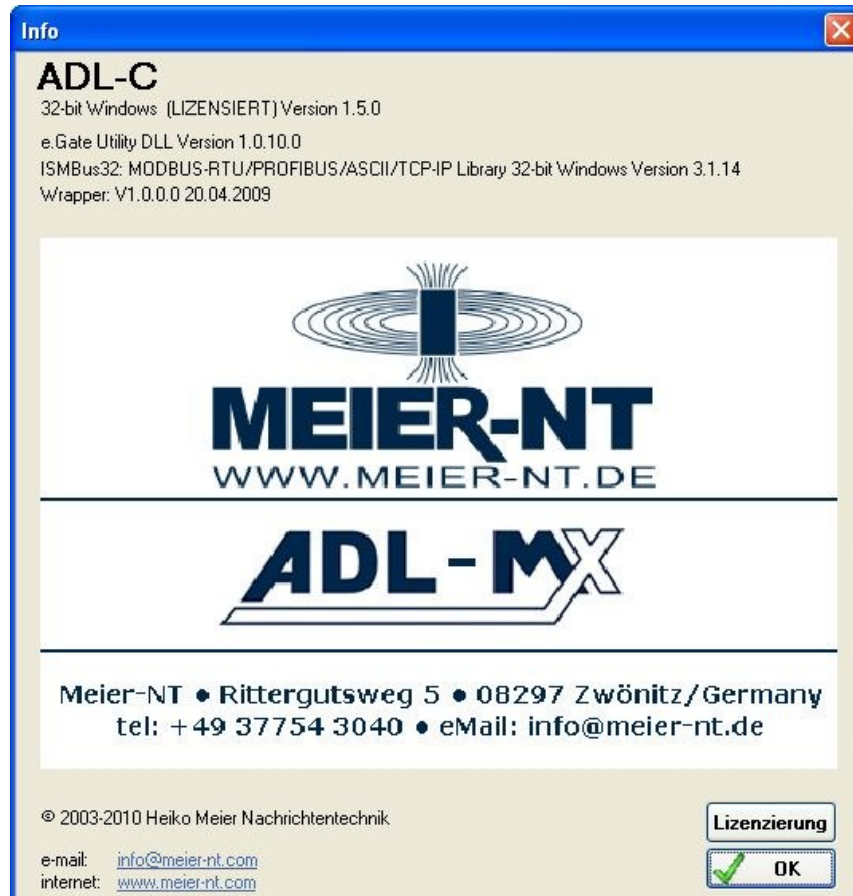 Info
ADL-C
32-bit Windows (LIZENSIERT) Version 1.5.0
e.Gate Utility DLL Version 1.0.10.0
ISMBus32: MODBUS-RTU/PROFIBUS/ASCII/TCP-IP Library 32-bit Windows Version 3.1.14
Wrapper: V1.0.0.0 20.04.2009
MEIER-NT
WWW.MEIER-NT.DE
ADL-MX
Meier-NT ● Rittergutsweg 5 ● 08297 Zwönitz/Germany
tel: +49 37754 3040 ● eMail: info@meier-nt.de
© 2003-2010 Heiko Meier Nachrichtentechnik
Lizenzierung
e-mail: info@meier-nt.com
internet: www.meier-nt.com
OK